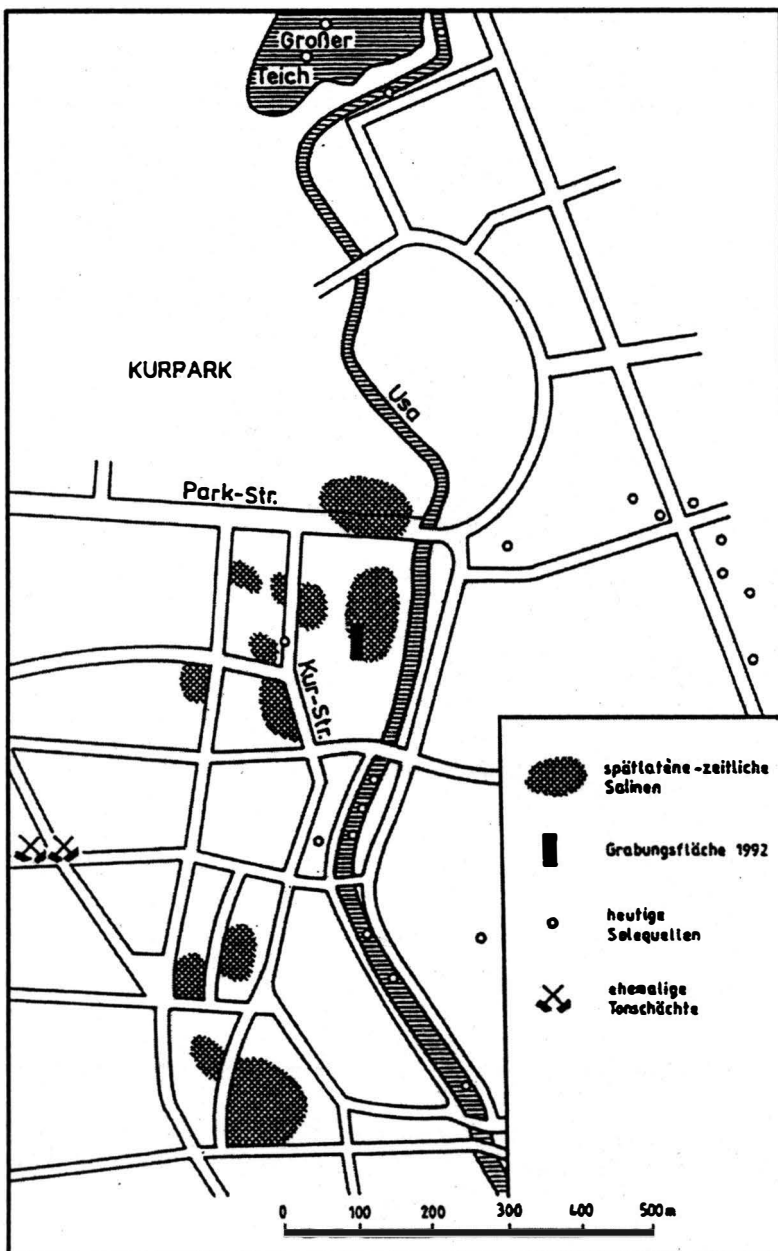 Großer
Teich
KURPARK
Usa
Park-Str.
Kur-Str.
spätlatène-zeitliche
Salinen
Grabungsfläche 1992
heutige
Solequellen
ehemalige
Tonschächte
0 100 200 300 400 500m